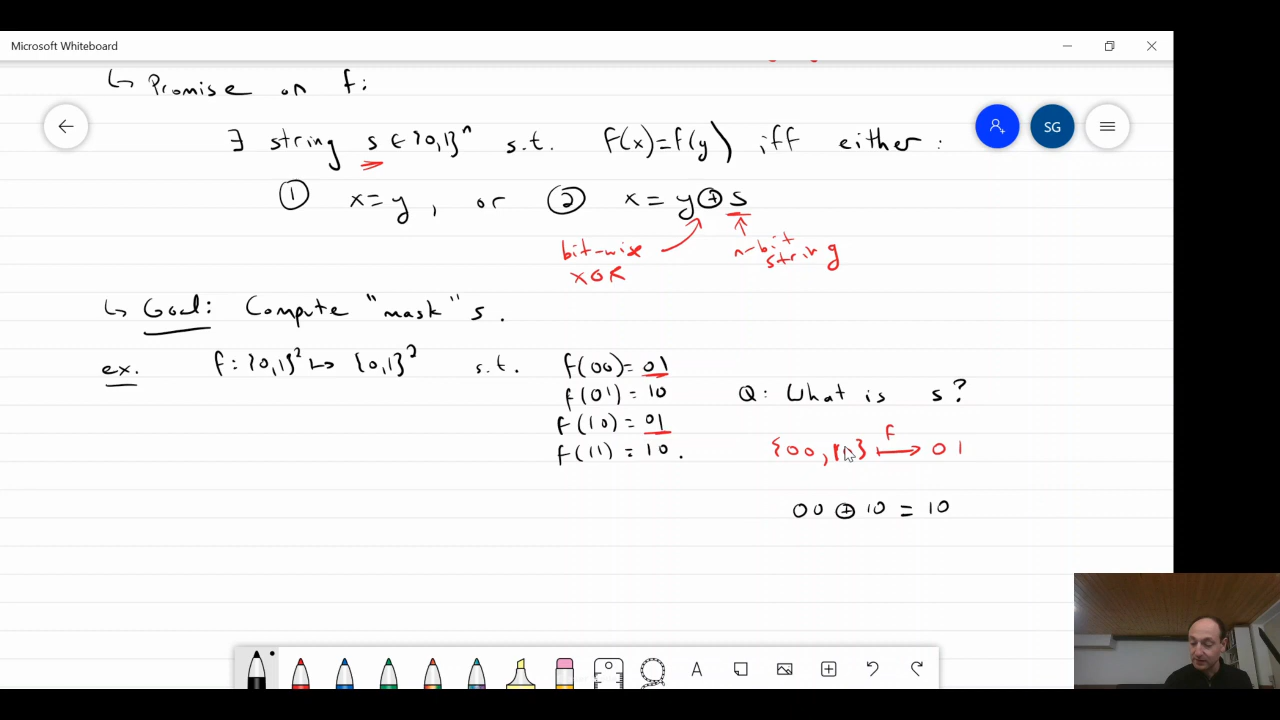 Microsoft Whiteboard
↳ Promise on f:
∃ string s ∈ {0,1}ⁿ s.t. f(x)=f(y) iff either:
① x=y, or ② x = y⊕s
bit-wise XOR
n-bit string
SG
↳ Goal: Compute "mask" s.
ex. f: {0,1}² ↦ {0,1}² s.t. f(00)= 01
f(01) = 10
f(10) = 01
f(11) = 10.
Q: What is s?
{00, 10} ↦ 01
f
00 ⊕ 10 = 10
A